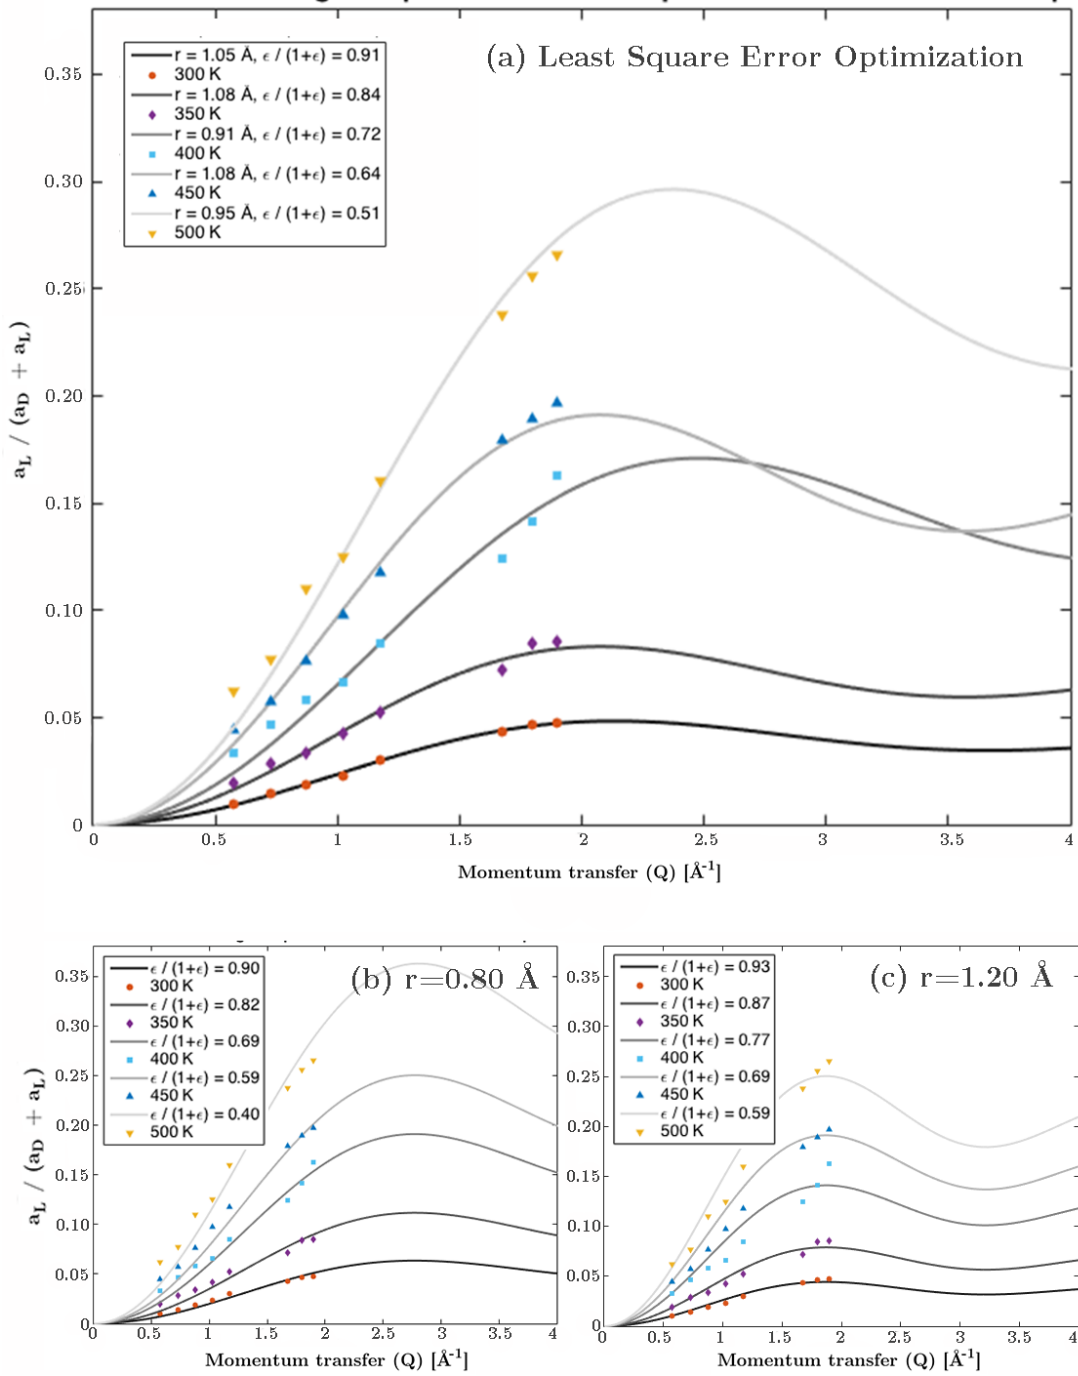 (a) Least Square Error Optimization
r = 1.05 Å, ϵ / (1+ϵ) = 0.91
300 K
r = 1.08 Å, ϵ / (1+ϵ) = 0.84
350 K
r = 0.91 Å, ϵ / (1+ϵ) = 0.72
400 K
r = 1.08 Å, ϵ / (1+ϵ) = 0.64
450 K
r = 0.95 Å, ϵ / (1+ϵ) = 0.51
500 K
0.35
0.30
0.25
0.20
0.15
0.10
0.05
0
a_L / (a_D + a_L)
0 0.5 1 1.5 2 2.5 3 3.5 4
Momentum transfer (Q) [Å⁻¹]
(b) r=0.80 Å
ϵ / (1+ϵ) = 0.90
300 K
ϵ / (1+ϵ) = 0.82
350 K
ϵ / (1+ϵ) = 0.69
400 K
ϵ / (1+ϵ) = 0.59
450 K
ϵ / (1+ϵ) = 0.40
500 K
0.35
0.30
0.25
0.20
0.15
0.10
0.05
0
a_L / (a_D + a_L)
0.5 1 1.5 2 2.5 3 3.5 4
Momentum transfer (Q) [Å⁻¹]
(c) r=1.20 Å
ϵ / (1+ϵ) = 0.93
300 K
ϵ / (1+ϵ) = 0.87
350 K
ϵ / (1+ϵ) = 0.77
400 K
ϵ / (1+ϵ) = 0.69
450 K
ϵ / (1+ϵ) = 0.59
500 K
0.35
0.30
0.25
0.20
0.15
0.10
0.05
0
0.5 1 1.5 2 2.5 3 3.5 4
Momentum transfer (Q) [Å⁻¹]